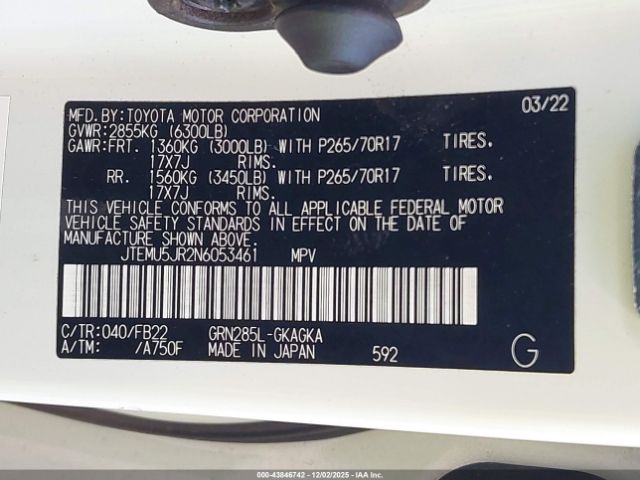 03/22
MFD.BY:TOYOTA MOTOR CORPORATION
GVWR:2855KG (6300LB)
GAWR:FRT. 1360KG (3000LB) WITH P265/70R17 TIRES.
17X7J RIMS.
RR. 1560KG (3450LB) WITH P265/70R17 TIRES.
17X7J RIMS.
THIS VEHICLE CONFORMS TO ALL APPLICABLE FEDERAL MOTOR
VEHICLE SAFETY STANDARDS IN EFFECT ON THE DATE OF
MANUFACTURE SHOWN ABOVE.
JTEMU5JR2N6053461 MPV
C/TR:040/FB22 GRN285L-GKAGKA
A/TM: /A750F MADE IN JAPAN 592 G
000-43846742 - 12/02/2025 - IAA, Inc.